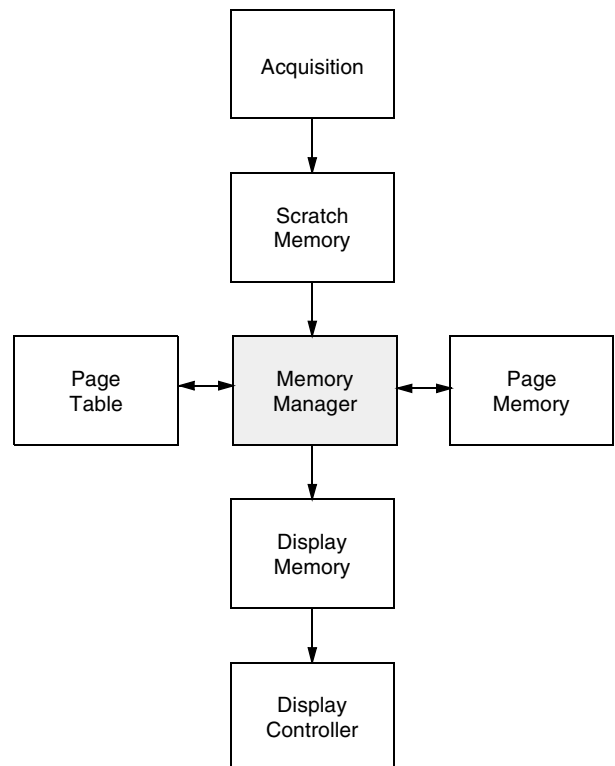 Acquisition
Scratch
Memory
Page
Table
Memory
Manager
Page
Memory
Display
Memory
Display
Controller